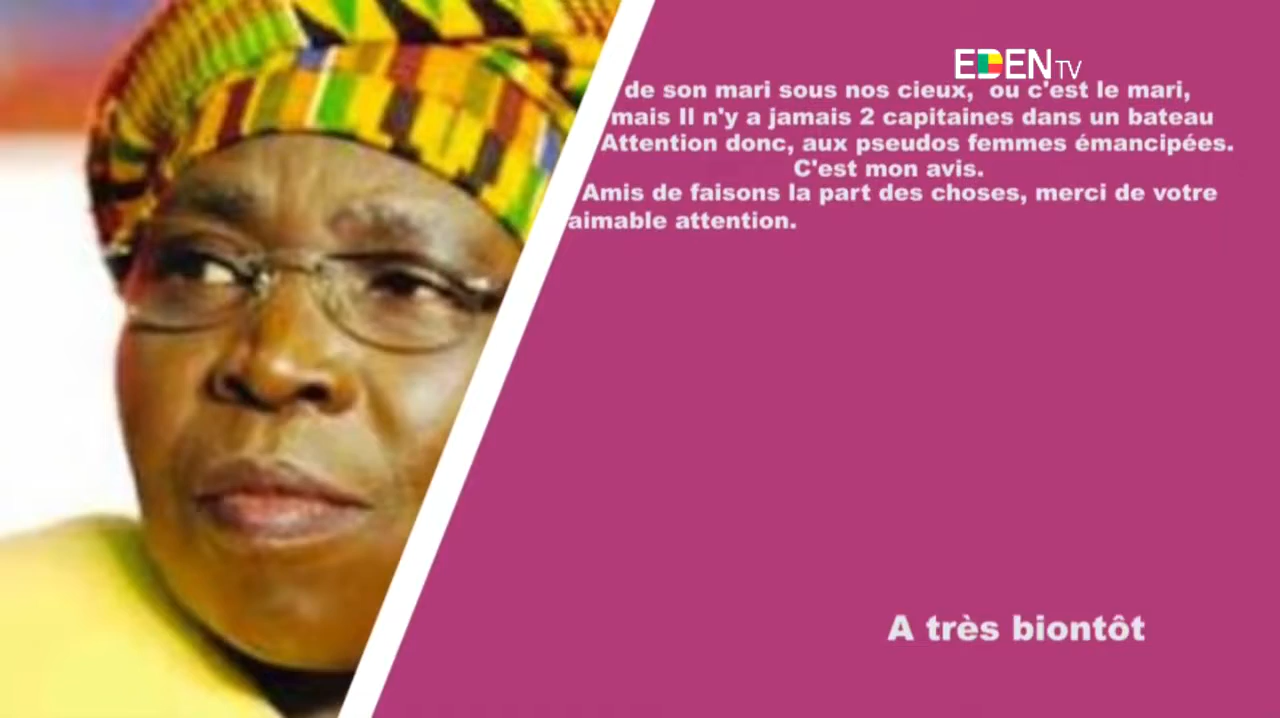 EDEN TV
de son mari sous nos cieux, ou c'est le mari,
mais Il n'y a jamais 2 capitaines dans un bateau
Attention donc, aux pseudos femmes émancipées.
C'est mon avis.
Amis de faisons la part des choses, merci de votre
aimable attention.
A très biontôt